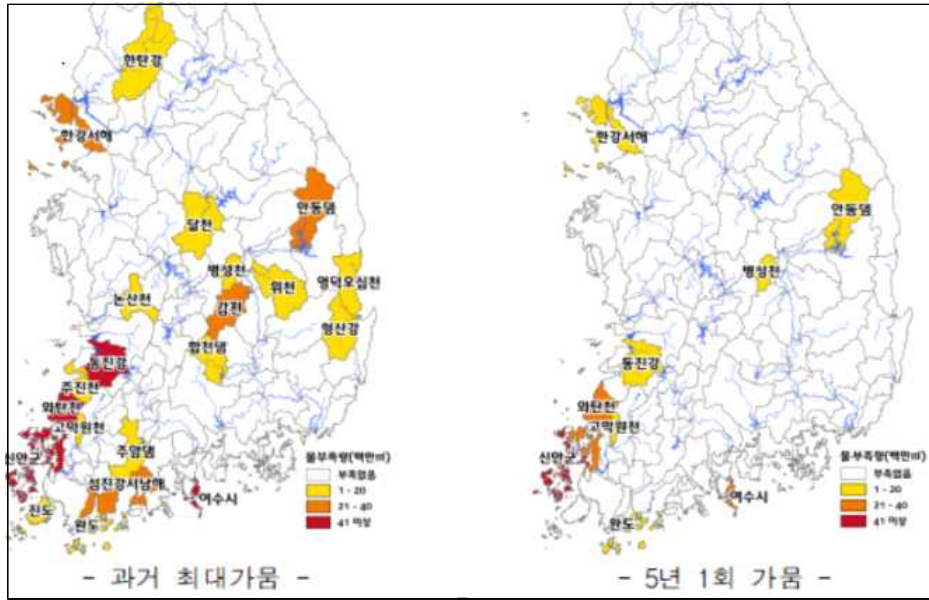 한탄강
한강서해
안동댐
달천
병성천
위천
영덕오십천
논산천
감천
형산강
합천댐
동진강
주진천
와탄천
고막원천
주암댐
신안군
섬진강서남해
여수시
진도
완도
물부족량(백만㎥)
부족없음
1 - 20
21 - 40
41 이상
- 과거 최대가뭄 -
한강서해
안동댐
병성천
동진강
와탄천
고막원천
신안군
여수시
완도
물부족량(백만㎥)
부족없음
1 - 20
21 - 40
41 이상
- 5년 1회 가뭄 -